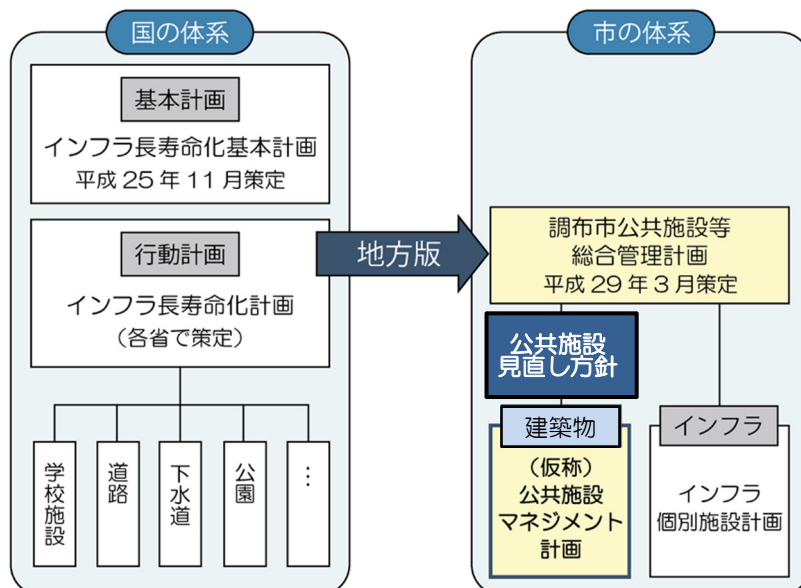 国の体系
基本計画
インフラ長寿命化基本計画
平成 25 年 11 月策定
行動計画
インフラ長寿命化計画
（各省で策定）
学校施設
道路
下水道
公園
…
地方版
市の体系
調布市公共施設等
総合管理計画
平成 29 年 3 月策定
公共施設
見直し方針
建築物
（仮称）
公共施設
マネジメント
計画
インフラ
インフラ
個別施設計画